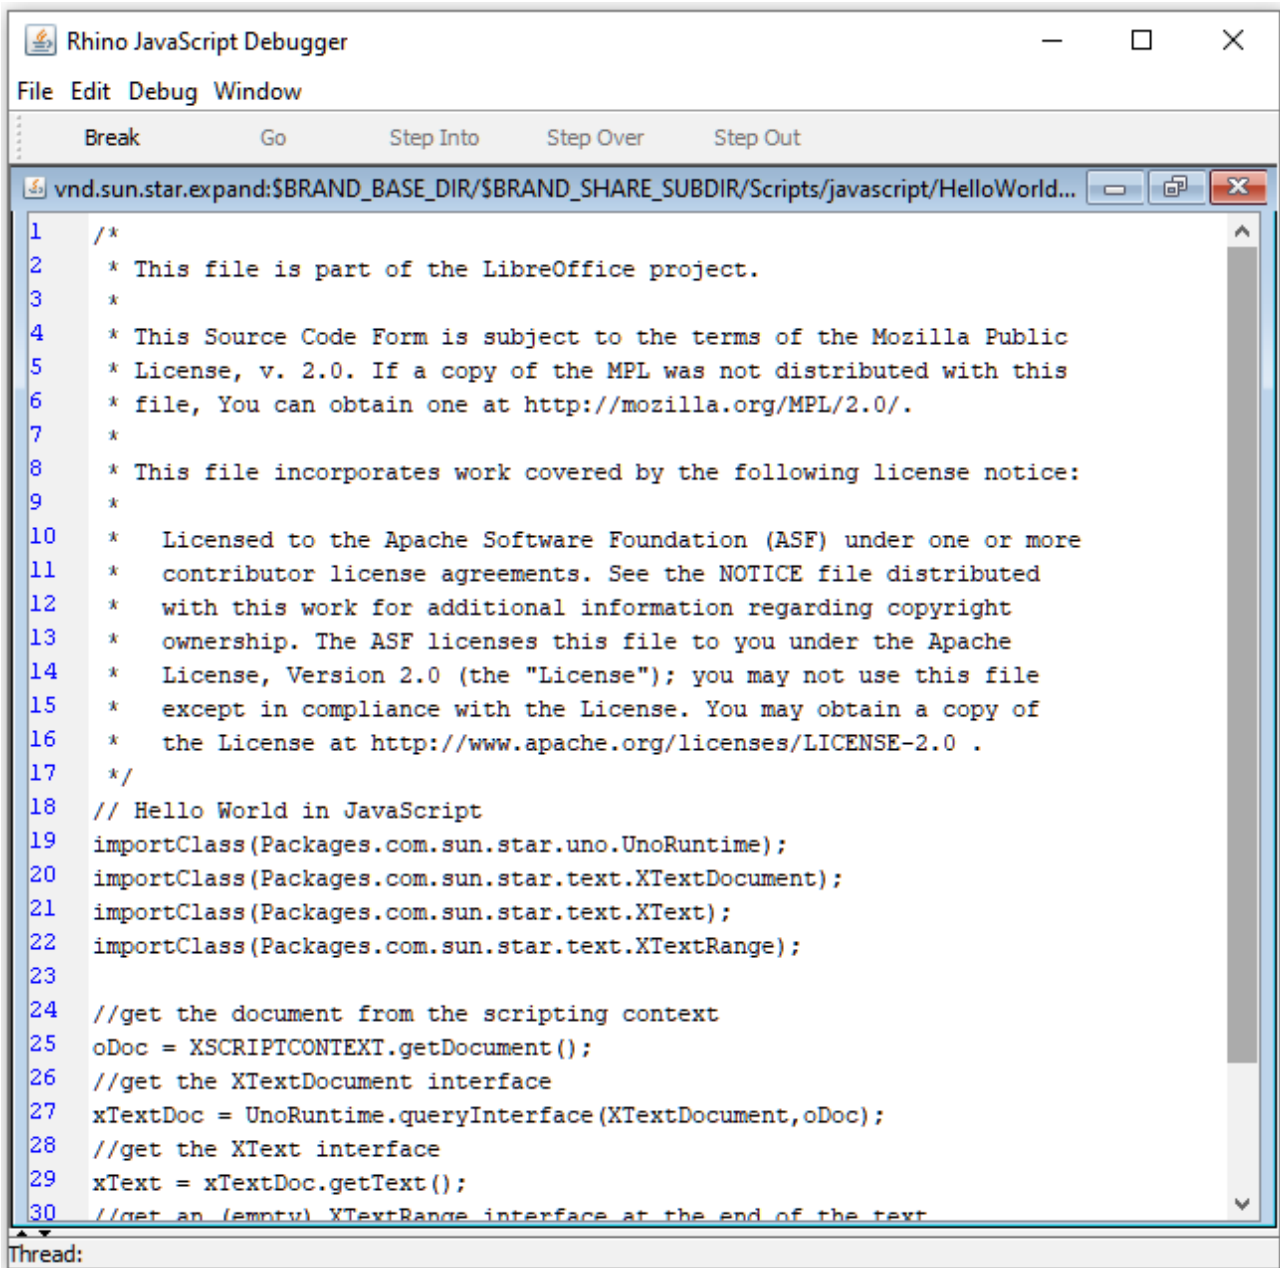 Rhino JavaScript Debugger
File Edit Debug Window
Break Go Step Into Step Over Step Out
vnd.sun.star.expand:$BRAND_BASE_DIR/$BRAND_SHARE_SUBDIR/Scripts/javascript/HelloWorld...
1 /*
2  * This file is part of the LibreOffice project.
3  *
4  * This Source Code Form is subject to the terms of the Mozilla Public
5  * License, v. 2.0. If a copy of the MPL was not distributed with this
6  * file, You can obtain one at http://mozilla.org/MPL/2.0/.
7  *
8  * This file incorporates work covered by the following license notice:
9  *
10  *   Licensed to the Apache Software Foundation (ASF) under one or more
11  *   contributor license agreements. See the NOTICE file distributed
12  *   with this work for additional information regarding copyright
13  *   ownership. The ASF licenses this file to you under the Apache
14  *   License, Version 2.0 (the "License"); you may not use this file
15  *   except in compliance with the License. You may obtain a copy of
16  *   the License at http://www.apache.org/licenses/LICENSE-2.0 .
17  */
18 // Hello World in JavaScript
19 importClass(Packages.com.sun.star.uno.UnoRuntime);
20 importClass(Packages.com.sun.star.text.XTextDocument);
21 importClass(Packages.com.sun.star.text.XText);
22 importClass(Packages.com.sun.star.text.XTextRange);
23
24 //get the document from the scripting context
25 oDoc = XSCRIPTCONTEXT.getDocument();
26 //get the XTextDocument interface
27 xTextDoc = UnoRuntime.queryInterface(XTextDocument,oDoc);
28 //get the XText interface
29 xText = xTextDoc.getText();
30 //get an (empty) XTextRange interface at the end of the text
Thread: